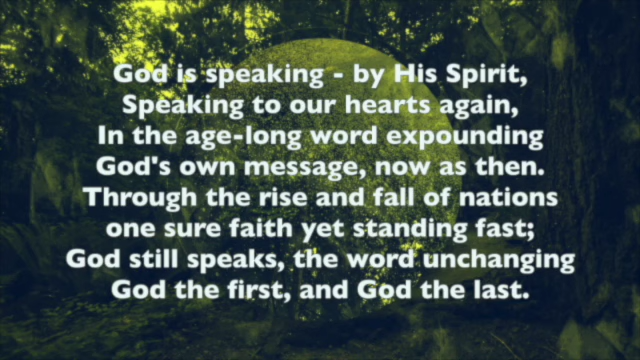 God is speaking - by His Spirit,
Speaking to our hearts again,
In the age-long word expounding
God's own message, now as then.
Through the rise and fall of nations
one sure faith yet standing fast;
God still speaks, the word unchanging
God the first, and God the last.